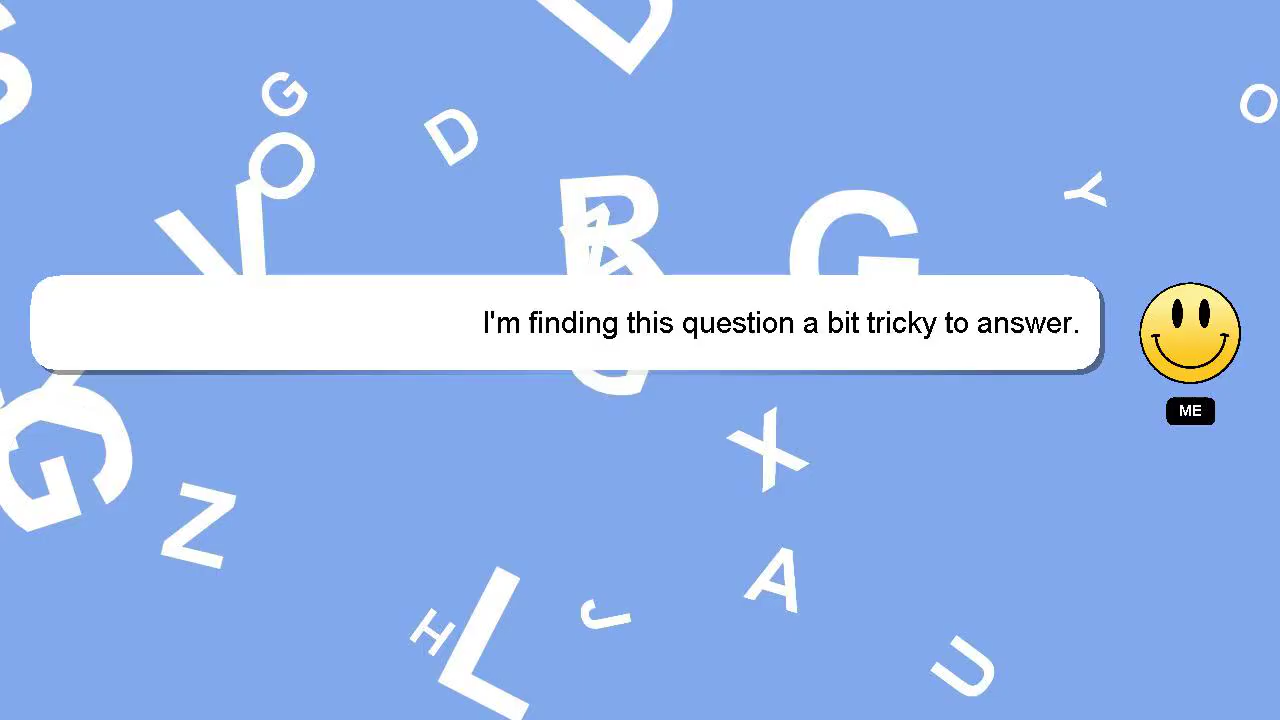 S
D
G
D
O
O
V
R
G
Y
I'm finding this question a bit tricky to answer.
ME
G
X
Z
A
H
L
J
U